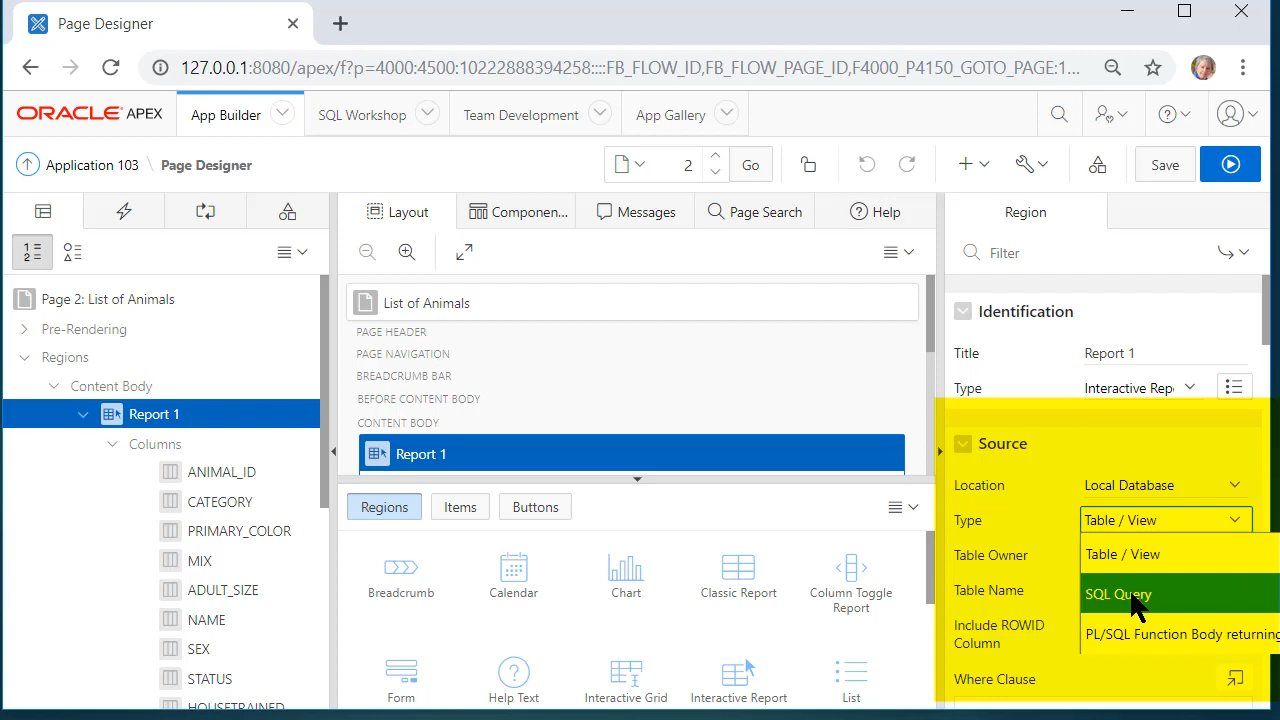 Page Designer
127.0.0.1:8080/apex/f?p=4000:4500:10222888394258::::FB_FLOW_ID,FB_FLOW_PAGE_ID,F4000_P4150_GOTO_PAGE:1...
ORACLE APEX App Builder SQL Workshop Team Development App Gallery
Application 103 \ Page Designer 2 Go Save
Layout Componen... Messages Page Search Help Region
Filter
Page 2: List of Animals
Pre-Rendering
Regions
Content Body
Report 1
Columns
ANIMAL_ID
CATEGORY
PRIMARY_COLOR
MIX
ADULT_SIZE
NAME
SEX
STATUS
HOUSETRAINED
List of Animals
PAGE HEADER
PAGE NAVIGATION
BREADCRUMB BAR
BEFORE CONTENT BODY
CONTENT BODY
Report 1
Regions Items Buttons
Breadcrumb Calendar Chart Classic Report Column Toggle Report
Form Help Text Interactive Grid Interactive Report List
Identification
Title Report 1
Type Interactive Rep
Source
Location Local Database
Type Table / View
Table Owner Table / View
Table Name SQL Query
Include ROWID Column PL/SQL Function Body returning
Where Clause